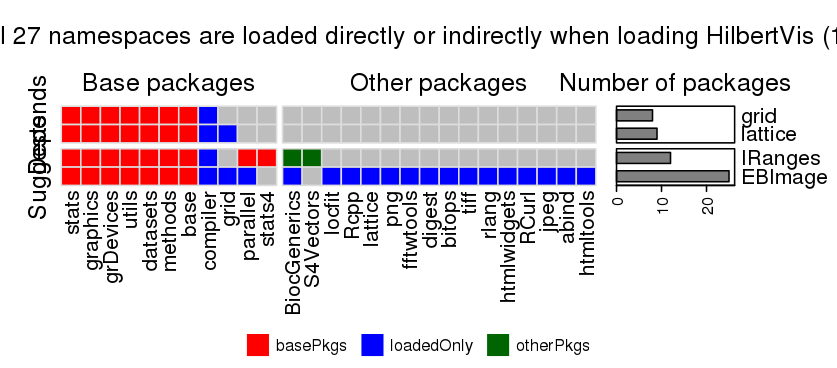 l 27 namespaces are loaded directly or indirectly when loading HilbertVis (1
Base packages
Other packages
Number of packages
Depends
Suggests
grid
lattice
IRanges
EBImage
0
10
20
stats
graphics
grDevices
utils
datasets
methods
base
compiler
grid
parallel
stats4
BiocGenerics
S4Vectors
locfit
Rcpp
lattice
png
fftwtools
digest
bitops
tiff
rlang
htmlwidgets
RCurl
jpeg
abind
htmltools
basePkgs
loadedOnly
otherPkgs